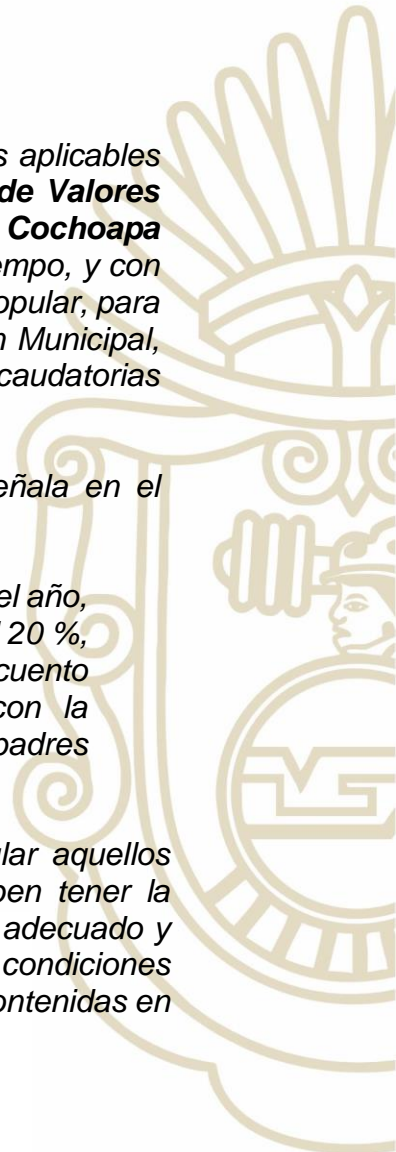 s aplicables
de Valores
Cochoapa
empo, y con
opular, para
n Municipal,
caudatorias
eñala en el
el año,
20 %,
cuento
con la
padres
lar aquellos
ben tener la
adecuado y
condiciones
ontenidas en